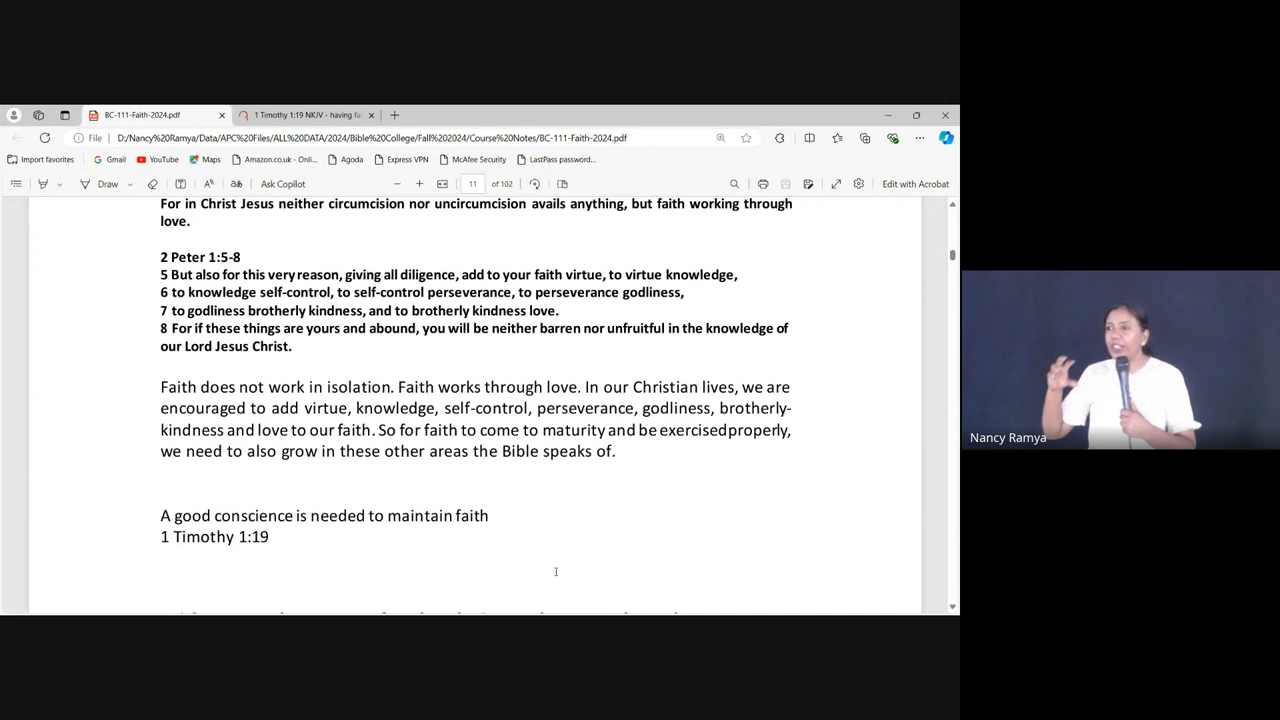 BC-111-Faith-2024.pdf
1 Timothy 1:19 NKJV - having fa
File
D:/Nancy%20Ramya/Data/APC%20Files/ALL%20DATA/2024/Bible%20College/Fall%202024/Course%20Notes/BC-111-Faith-2024.pdf
Import favorites Gmail YouTube Maps Amazon.co.uk - Onli... Agoda Express VPN McAfee Security LastPass password...
Draw Ask Copilot 11 of 102 Edit with Acrobat
For in Christ Jesus neither circumcision nor uncircumcision avails anything, but faith working through
love.
2 Peter 1:5-8
5 But also for this very reason, giving all diligence, add to your faith virtue, to virtue knowledge,
6 to knowledge self-control, to self-control perseverance, to perseverance godliness,
7 to godliness brotherly kindness, and to brotherly kindness love.
8 For if these things are yours and abound, you will be neither barren nor unfruitful in the knowledge of
our Lord Jesus Christ.
Faith does not work in isolation. Faith works through love. In our Christian lives, we are
encouraged to add virtue, knowledge, self-control, perseverance, godliness, brotherly-
kindness and love to our faith. So for faith to come to maturity and be exercised properly,
we need to also grow in these other areas the Bible speaks of.
A good conscience is needed to maintain faith
1 Timothy 1:19
Nancy Ramya